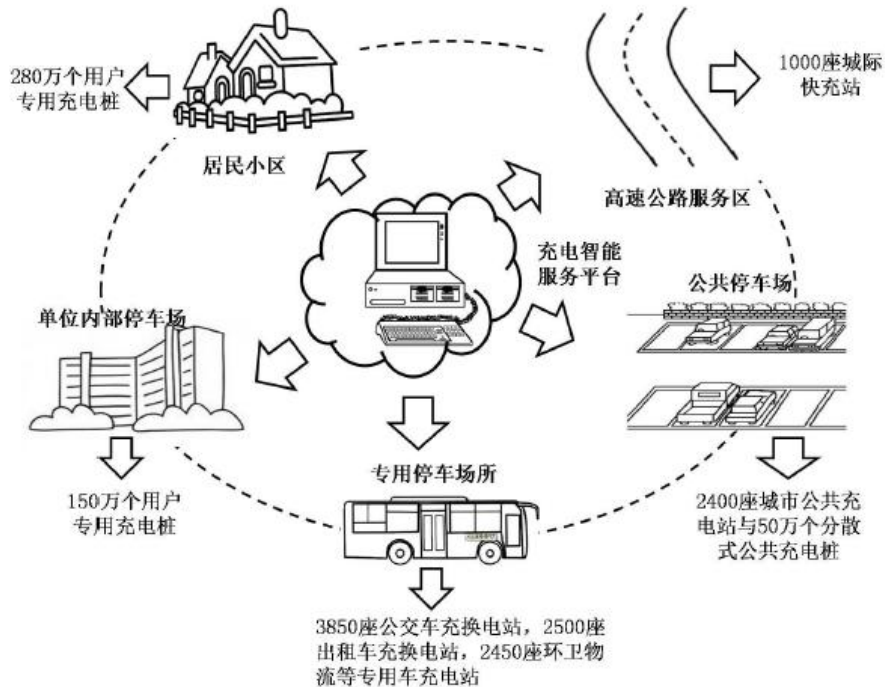 280万个用户
专用充电桩
居民小区
1000座城际
快充站
高速公路服务区
充电智能
服务平台
公共停车场
单位内部停车场
150万个用户
专用充电桩
专用停车场所
2400座城市公共充
电站与50万个分散
式公共充电桩
3850座公交车充换电站，2500座
出租车充换电站，2450座环卫物
流等专用车充电站